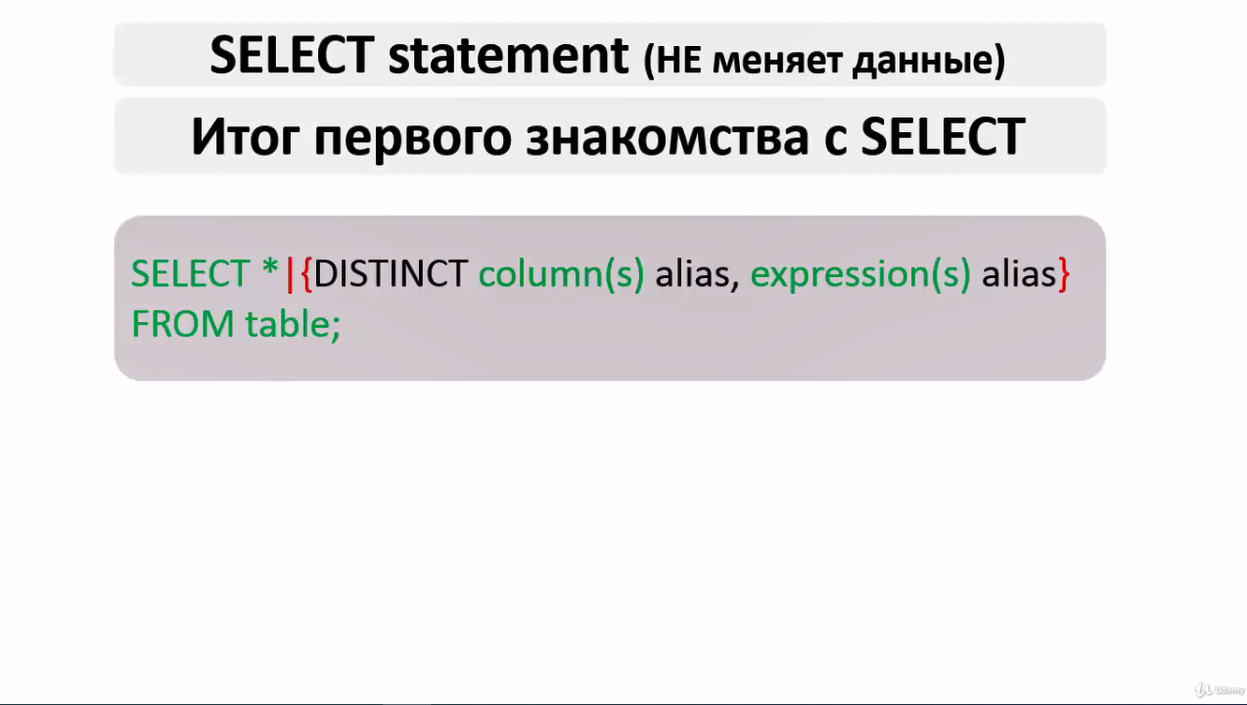 SELECT statement (НЕ меняет данные)
Итог первого знакомства с SELECT
SELECT *|{DISTINCT column(s) alias, expression(s) alias}
FROM table;
Udemy